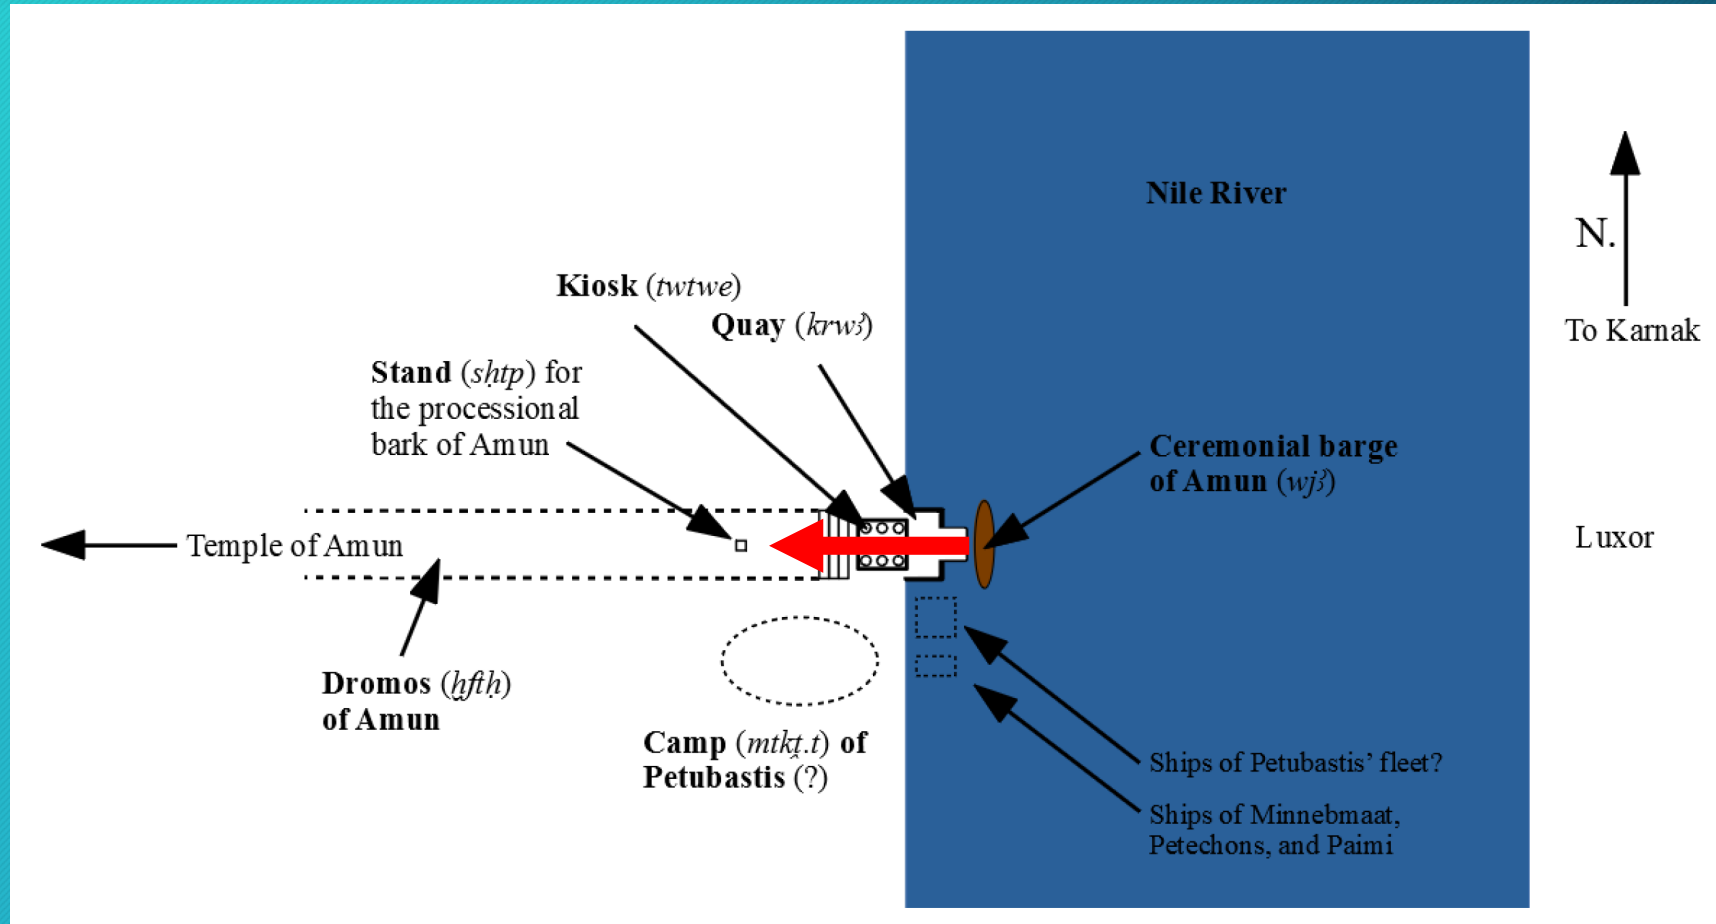 Nile River
N.
To Karnak
Kiosk (twtwe)
Quay (krwꜣ)
Stand (sḥtp) for
the processional
bark of Amun
Ceremonial barge
of Amun (wjꜣ)
Temple of Amun
Luxor
Dromos (ḫftḥ)
of Amun
Camp (mtkṱ.t) of
Petubastis (?)
Ships of Petubastis’ fleet?
Ships of Minnebmaat,
Petechons, and Paimi